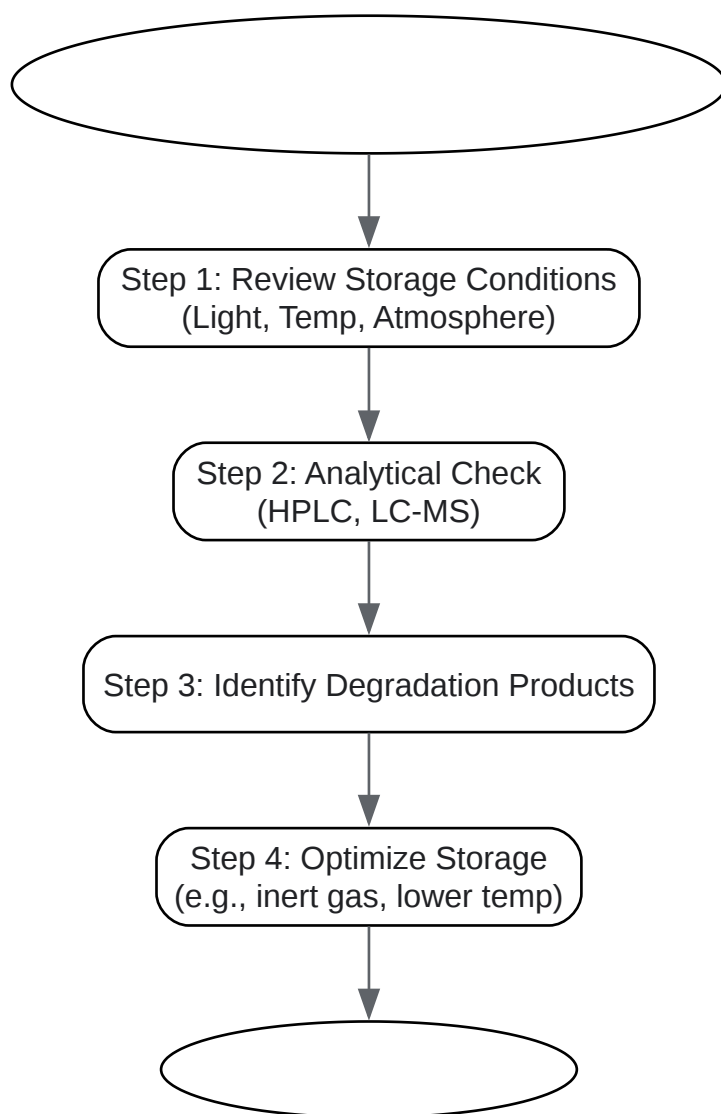 Step 1: Review Storage Conditions
(Light, Temp, Atmosphere)
Step 2: Analytical Check
(HPLC, LC-MS)
Step 3: Identify Degradation Products
Step 4: Optimize Storage
(e.g., inert gas, lower temp)